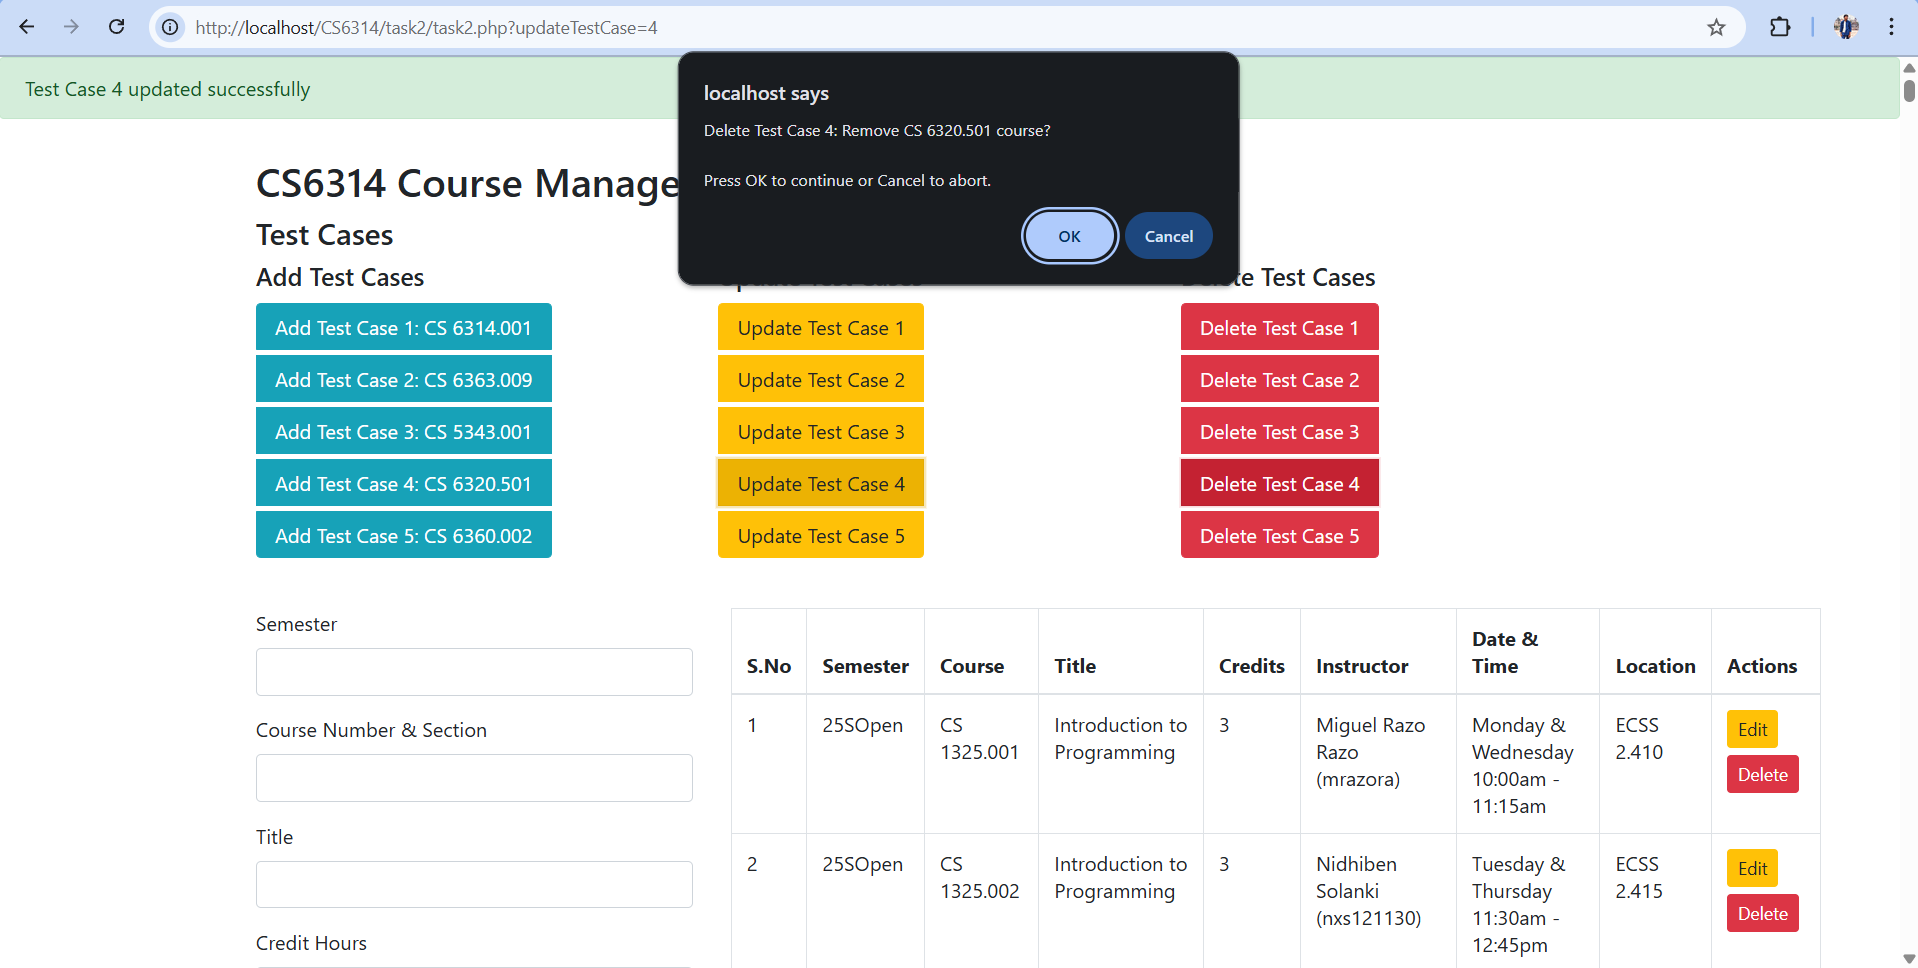 http://localhost/CS6314/task2/task2.php?updateTestCase=4
Test Case 4 updated successfully
localhost says
Delete Test Case 4: Remove CS 6320.501 course?
Press OK to continue or Cancel to abort.
OK
Cancel
CS6314 Course Manage
Test Cases
Add Test Cases
Add Test Case 1: CS 6314.001
Add Test Case 2: CS 6363.009
Add Test Case 3: CS 5343.001
Add Test Case 4: CS 6320.501
Add Test Case 5: CS 6360.002
Update Test Case 1
Update Test Case 2
Update Test Case 3
Update Test Case 4
Update Test Case 5
te Test Cases
Delete Test Case 1
Delete Test Case 2
Delete Test Case 3
Delete Test Case 4
Delete Test Case 5
Semester
Course Number & Section
Title
Credit Hours
S.No
Semester
Course
Title
Credits
Instructor
Date &
Time
Location
Actions
1
25SOpen
CS
1325.001
Introduction to
Programming
3
Miguel Razo
Razo
(mrazora)
Monday &
Wednesday
10:00am -
11:15am
ECSS
2.410
Edit
Delete
2
25SOpen
CS
1325.002
Introduction to
Programming
3
Nidhiben
Solanki
(nxs121130)
Tuesday &
Thursday
11:30am -
12:45pm
ECSS
2.415
Edit
Delete